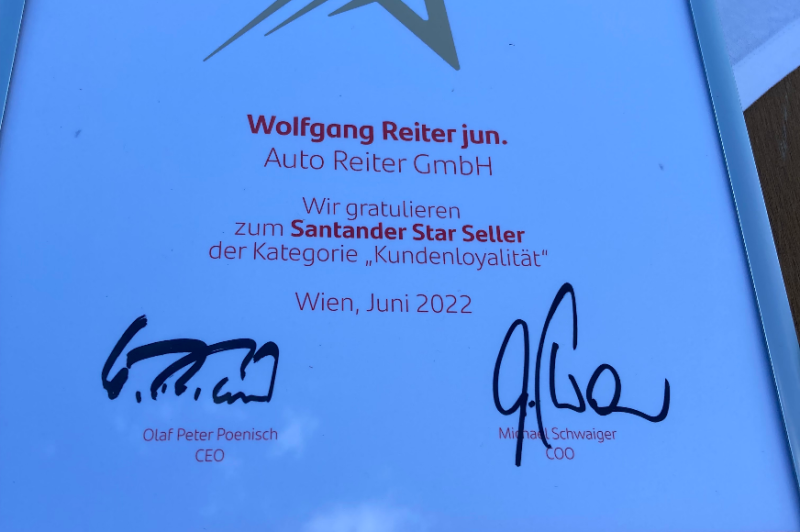 Wolfgang Reiter jun.
Auto Reiter GmbH
Wir gratulieren
zum Santander Star Seller
der Kategorie „Kundenloyalität“
Wien, Juni 2022
Olaf Peter Poenisch
CEO
Michael Schwaiger
COO